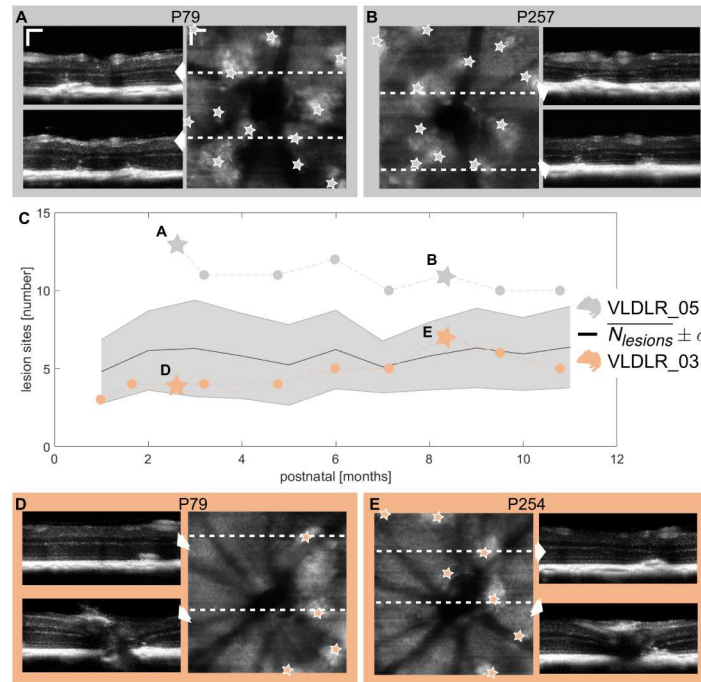 A P79
B P257
C
15
10
5
0
lesion sites [number]
0 2 4 6 8 10 12
postnatal [months]
A
B
D
E
VLDLR_05
N_lesions ±
VLDLR_03
D P79
E P254